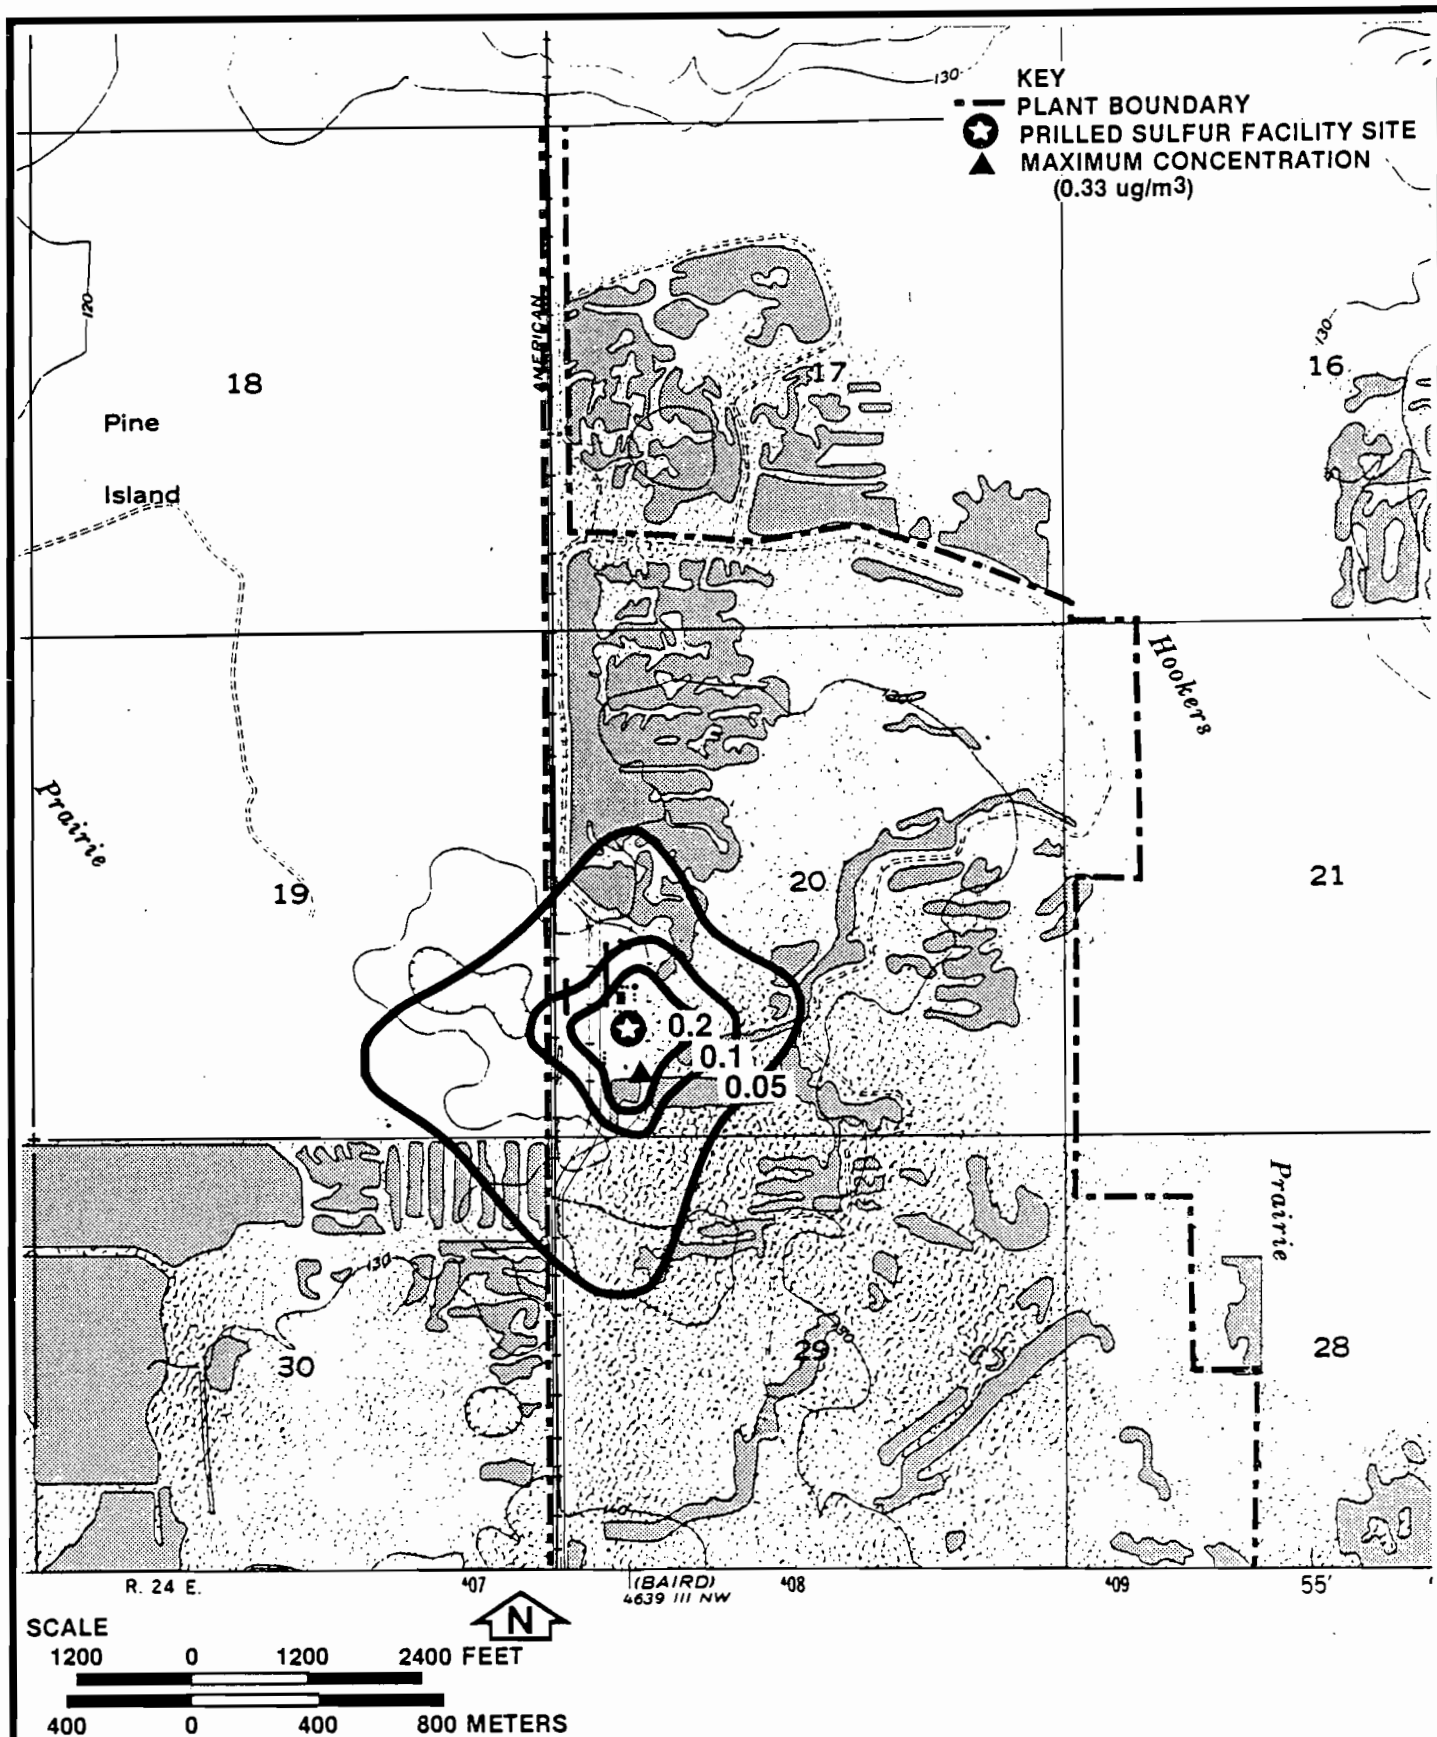 130
KEY
PLANT BOUNDARY
PRILLED SULFUR FACILITY SITE
MAXIMUM CONCENTRATION
(0.33 ug/m3)
120
AMERICAN
130
18
17
16
Pine
Island
Hookers
Prairie
19
20
21
0.2
0.1
0.05
Prairie
130
30
29
28
R. 24 E.
407
(BAIRD)
4639 III NW
408
409
55'
N
SCALE
1200 0 1200 2400 FEET
400 0 400 800 METERS